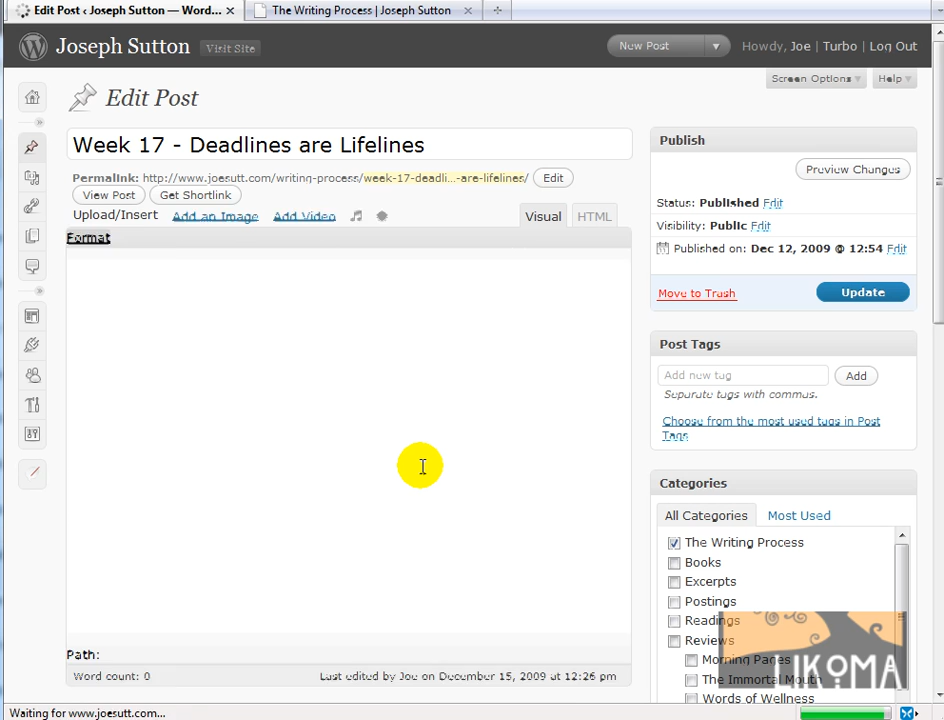 Edit Post ‹ Joseph Sutton — Word...
The Writing Process | Joseph Sutton
Joseph Sutton
Visit Site
New Post
Howdy, Joe | Turbo | Log Out
Screen Options
Help
Edit Post
Week 17 - Deadlines are Lifelines
Permalink: http://www.joesutt.com/writing-process/week-17-deadli...-are-lifelines/ Edit
View Post Get Shortlink
Upload/Insert Add an Image Add Video
Visual HTML
Format
Path:
Word count: 0
Last edited by Joe on December 15, 2009 at 12:26 pm
Publish
Preview Changes
Status: Published Edit
Visibility: Public Edit
Published on: Dec 12, 2009 @ 12:54 Edit
Move to Trash
Update
Post Tags
Add new tag Add
Separate tags with commas.
Choose from the most used tags in Post
Tags
Categories
All Categories Most Used
The Writing Process
Books
Excerpts
Postings
Readings
Reviews
Morning Pages
The Immortal Mouth
Words of Wellness
LIKOMA
Waiting for www.joesutt.com...